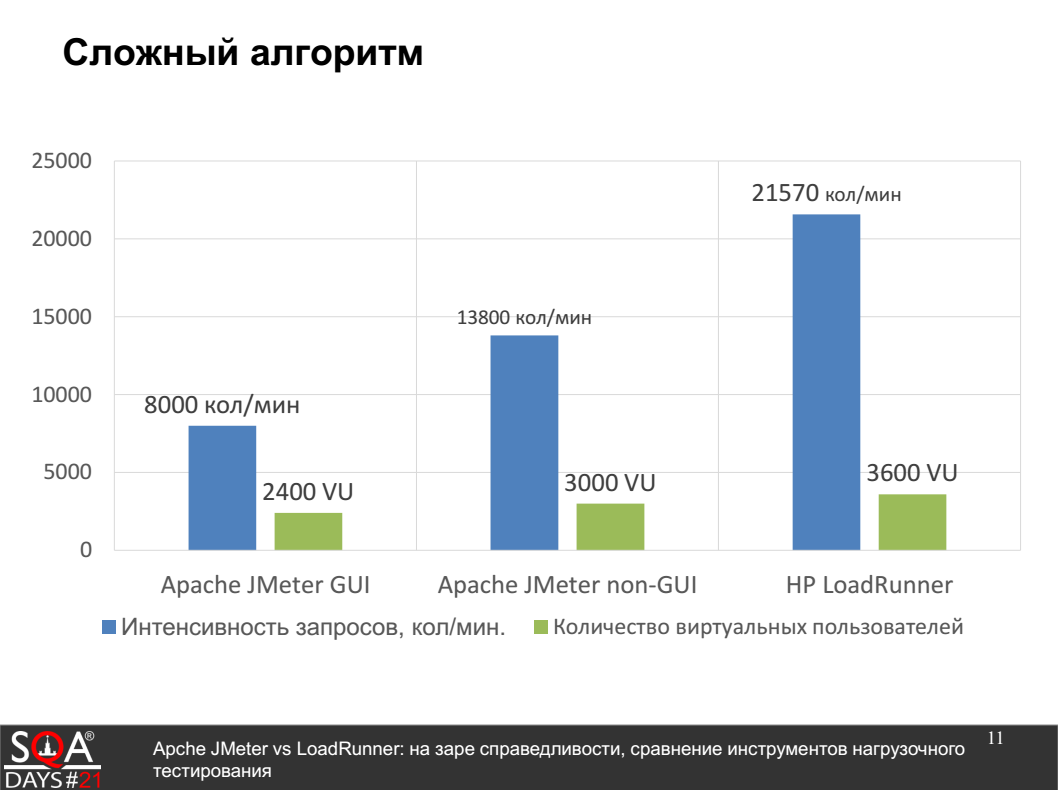 Сложный алгоритм
25000
20000
15000
10000
5000
0
8000 кол/мин
2400 VU
13800 кол/мин
3000 VU
21570 кол/мин
3600 VU
Apache JMeter GUI
Apache JMeter non-GUI
HP LoadRunner
Интенсивность запросов, кол/мин.
Количество виртуальных пользователей
SQA®
DAYS#21
Apche JMeter vs LoadRunner: на заре справедливости, сравнение инструментов нагрузочного
тестирования
11